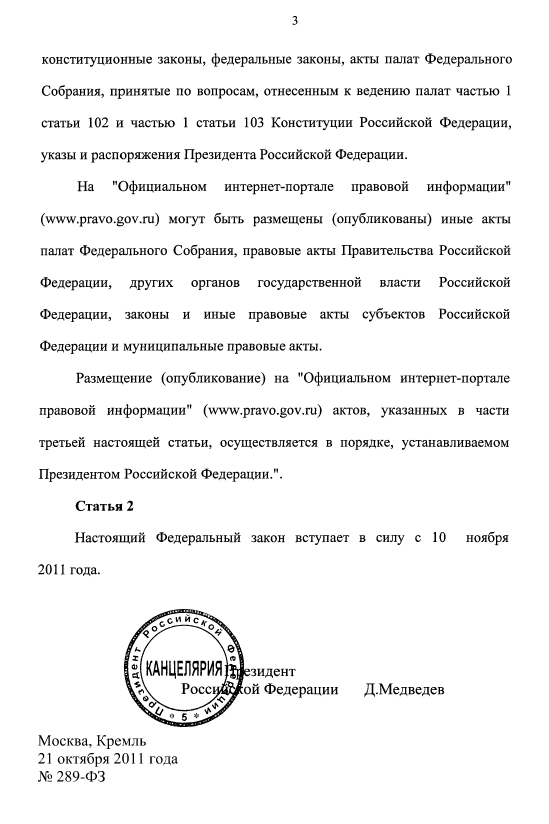 3
конституционные законы, федеральные законы, акты палат Федерального
Собрания, принятые по вопросам, отнесенным к ведению палат частью 1
статьи 102 и частью 1 статьи 103 Конституции Российской Федерации,
указы и распоряжения Президента Российской Федерации.
На "Официальном интернет-портале правовой информации"
(www.pravo.gov.ru) могут быть размещены (опубликованы) иные акты
палат Федерального Собрания, правовые акты Правительства Российской
Федерации, других органов государственной власти Российской
Федерации, законы и иные правовые акты субъектов Российской
Федерации и муниципальные правовые акты.
Размещение (опубликование) на "Официальном интернет-портале
правовой информации" (www.pravo.gov.ru) актов, указанных в части
третьей настоящей статьи, осуществляется в порядке, устанавливаемом
Президентом Российской Федерации.".
Статья 2
Настоящий Федеральный закон вступает в силу с 10 ноября
2011 года.
Президент Российской Федерации
КАНЦЕЛЯРИЯ
* 5 *
Президент
Российской Федерации Д.Медведев
Москва, Кремль
21 октября 2011 года
№ 289-ФЗ